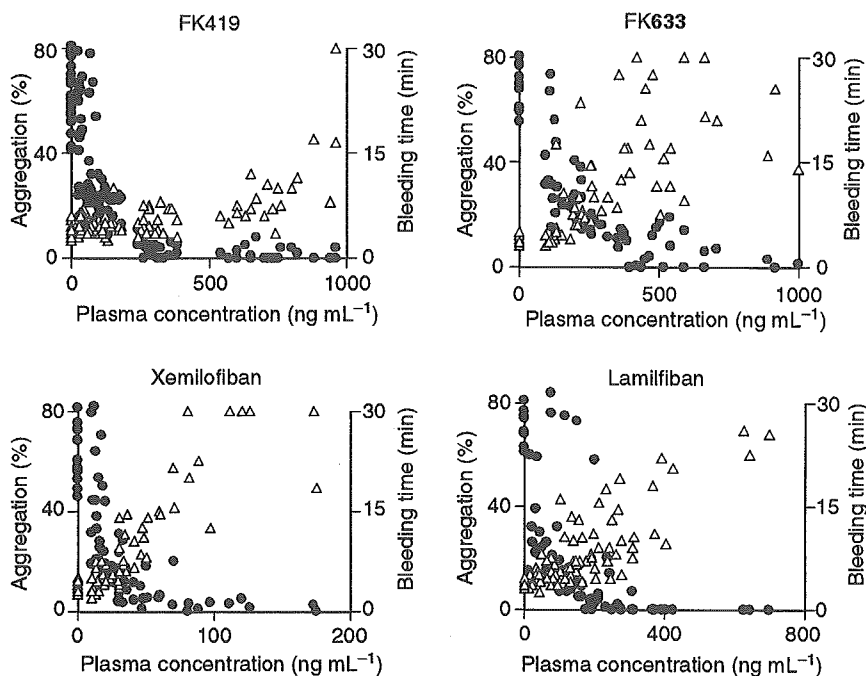 FK419
80
40
0
Aggregation (%)
30
15
0
Bleeding time (min)
0
500
1000
Plasma concentration (ng mL⁻¹)
FK633
80
40
0
Aggregation (%)
30
15
0
Bleeding time (min)
0
500
1000
Plasma concentration (ng mL⁻¹)
Xemilofiban
80
40
0
Aggregation (%)
30
15
0
Bleeding time (min)
0
100
200
Plasma concentration (ng mL⁻¹)
Lamilfiban
80
40
0
Aggregation (%)
30
15
0
Bleeding time (min)
0
400
800
Plasma concentration (ng mL⁻¹)